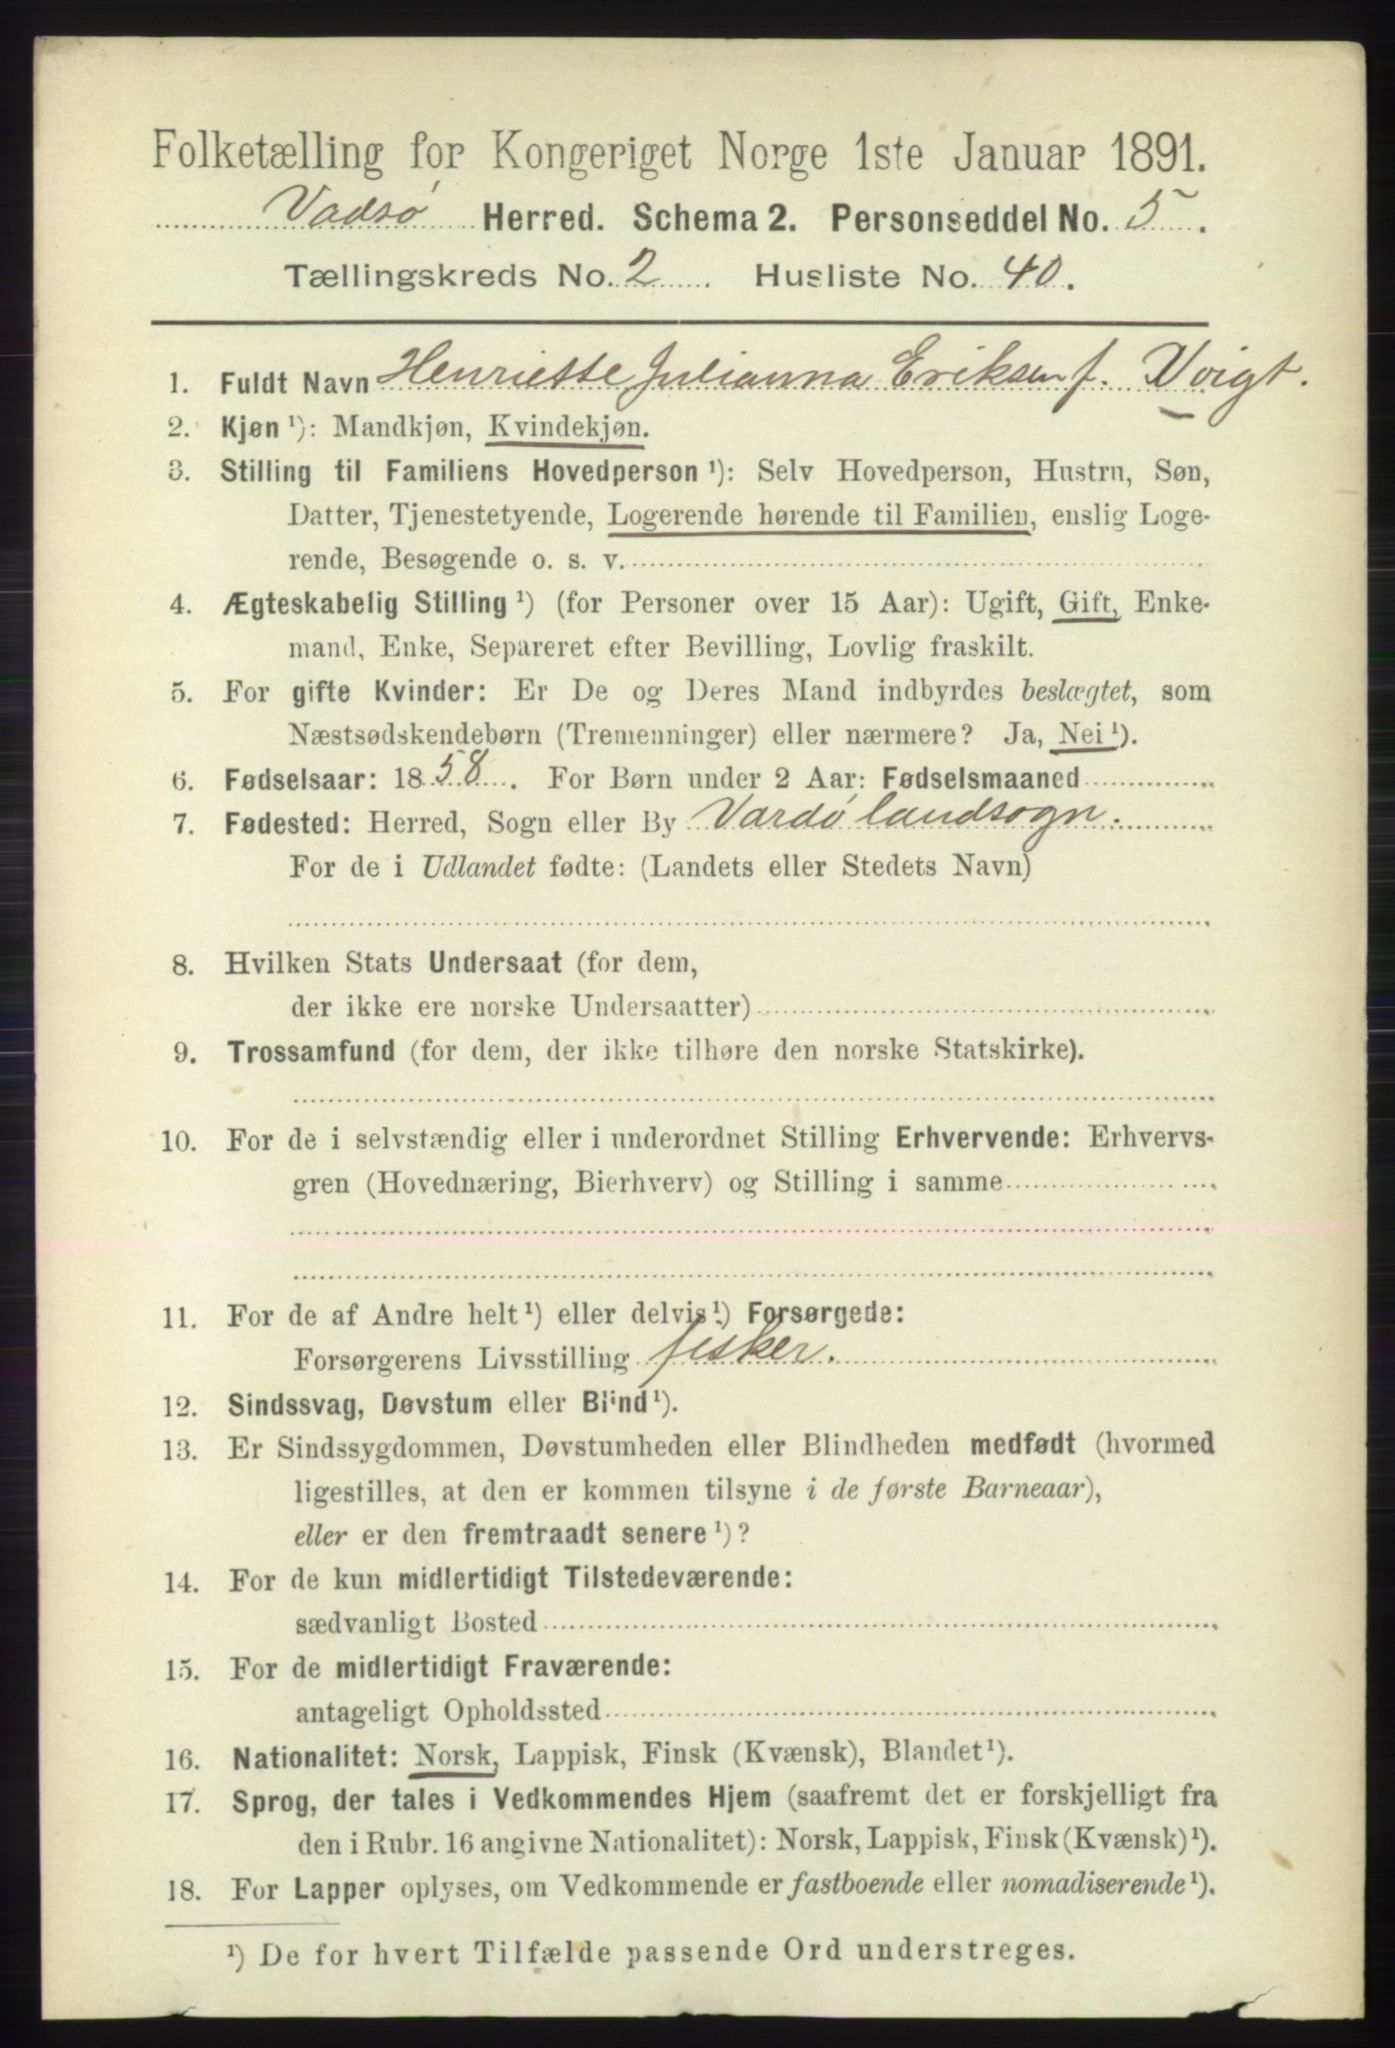 Folketælling for Kongeriget Norge 1ste Januar 1891.
Vadsø Herred. Schema 2. Personseddel No. 5.
Tællingskreds No. 2 Husliste No. 40.
1. Fuldt Navn Henriette Julianna Eriksen f. Voigt.
2. Kjøn ¹): Mandkjøn, Kvindekjøn.
3. Stilling til Familiens Hovedperson ¹): Selv Hovedperson, Hustru, Søn,
Datter, Tjenestetyende, Logerende hørende til Familien, enslig Loge-
rende, Besøgende o. s. v.
4. Ægteskabelig Stilling ¹) (for Personer over 15 Aar): Ugift, Gift, Enke-
mand, Enke, Separeret efter Bevilling, Lovlig fraskilt.
5. For gifte Kvinder: Er De og Deres Mand indbyrdes beslægtet, som
Næstsødskendebørn (Tremenninger) eller nærmere? Ja, Nei ¹).
6. Fødselsaar: 1858. For Børn under 2 Aar: Fødselsmaaned
7. Fødested: Herred, Sogn eller By Vardø landsogn.
For de i Udlandet fødte: (Landets eller Stedets Navn)
8. Hvilken Stats Undersaat (for dem,
der ikke ere norske Undersaatter)
9. Trossamfund (for dem, der ikke tilhøre den norske Statskirke).
10. For de i selvstændig eller i underordnet Stilling Erhvervende: Erhvervs-
gren (Hovednæring, Bierhverv) og Stilling i samme
11. For de af Andre helt ¹) eller delvis ¹) Forsørgede:
Forsørgerens Livsstilling fisker.
12. Sindssvag, Døvstum eller Blind ¹).
13. Er Sindssygdommen, Døvstumheden eller Blindheden medfødt (hvormed
ligestilles, at den er kommen tilsyne i de første Barneaar),
eller er den fremtraadt senere ¹)?
14. For de kun midlertidigt Tilstedeværende:
sædvanligt Bosted
15. For de midlertidigt Fraværende:
antageligt Opholdssted
16. Nationalitet: Norsk, Lappisk, Finsk (Kvænsk), Blandet ¹).
17. Sprog, der tales i Vedkommendes Hjem (saafremt det er forskjelligt fra
den i Rubr. 16 angivne Nationalitet): Norsk, Lappisk, Finsk (Kvænsk) ¹).
18. For Lapper oplyses, om Vedkommende er fastboende eller nomadiserende ¹).
¹) De for hvert Tilfælde passende Ord understreges.